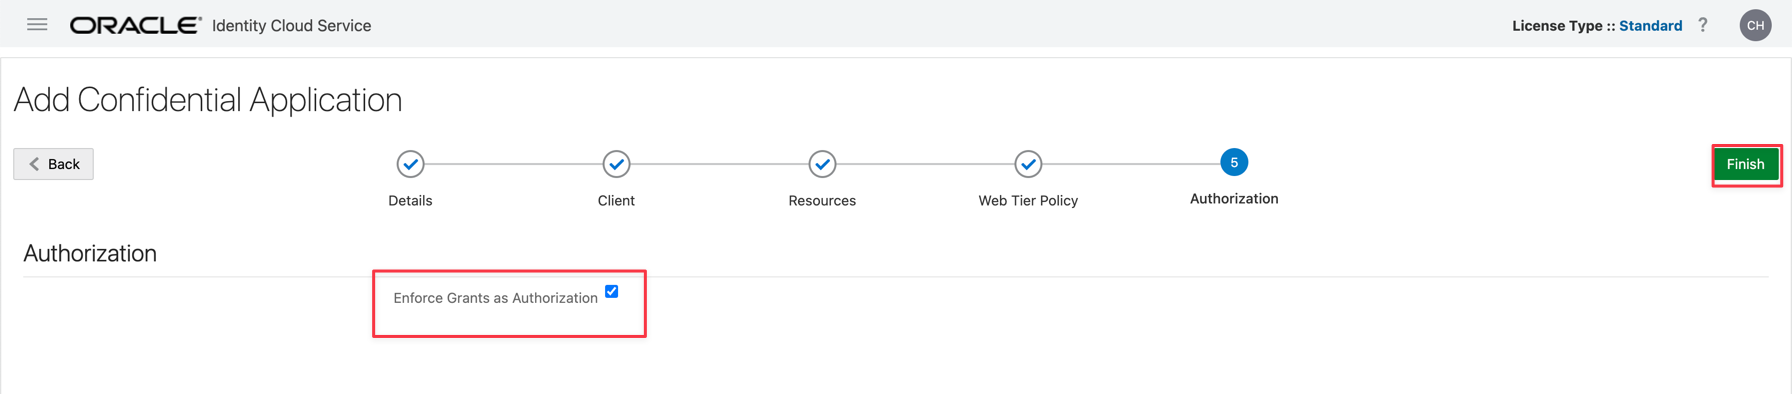 ORACLE® Identity Cloud Service
License Type :: Standard ? CH
Add Confidential Application
Back
5
Finish
Details
Client
Resources
Web Tier Policy
Authorization
Authorization
Enforce Grants as Authorization